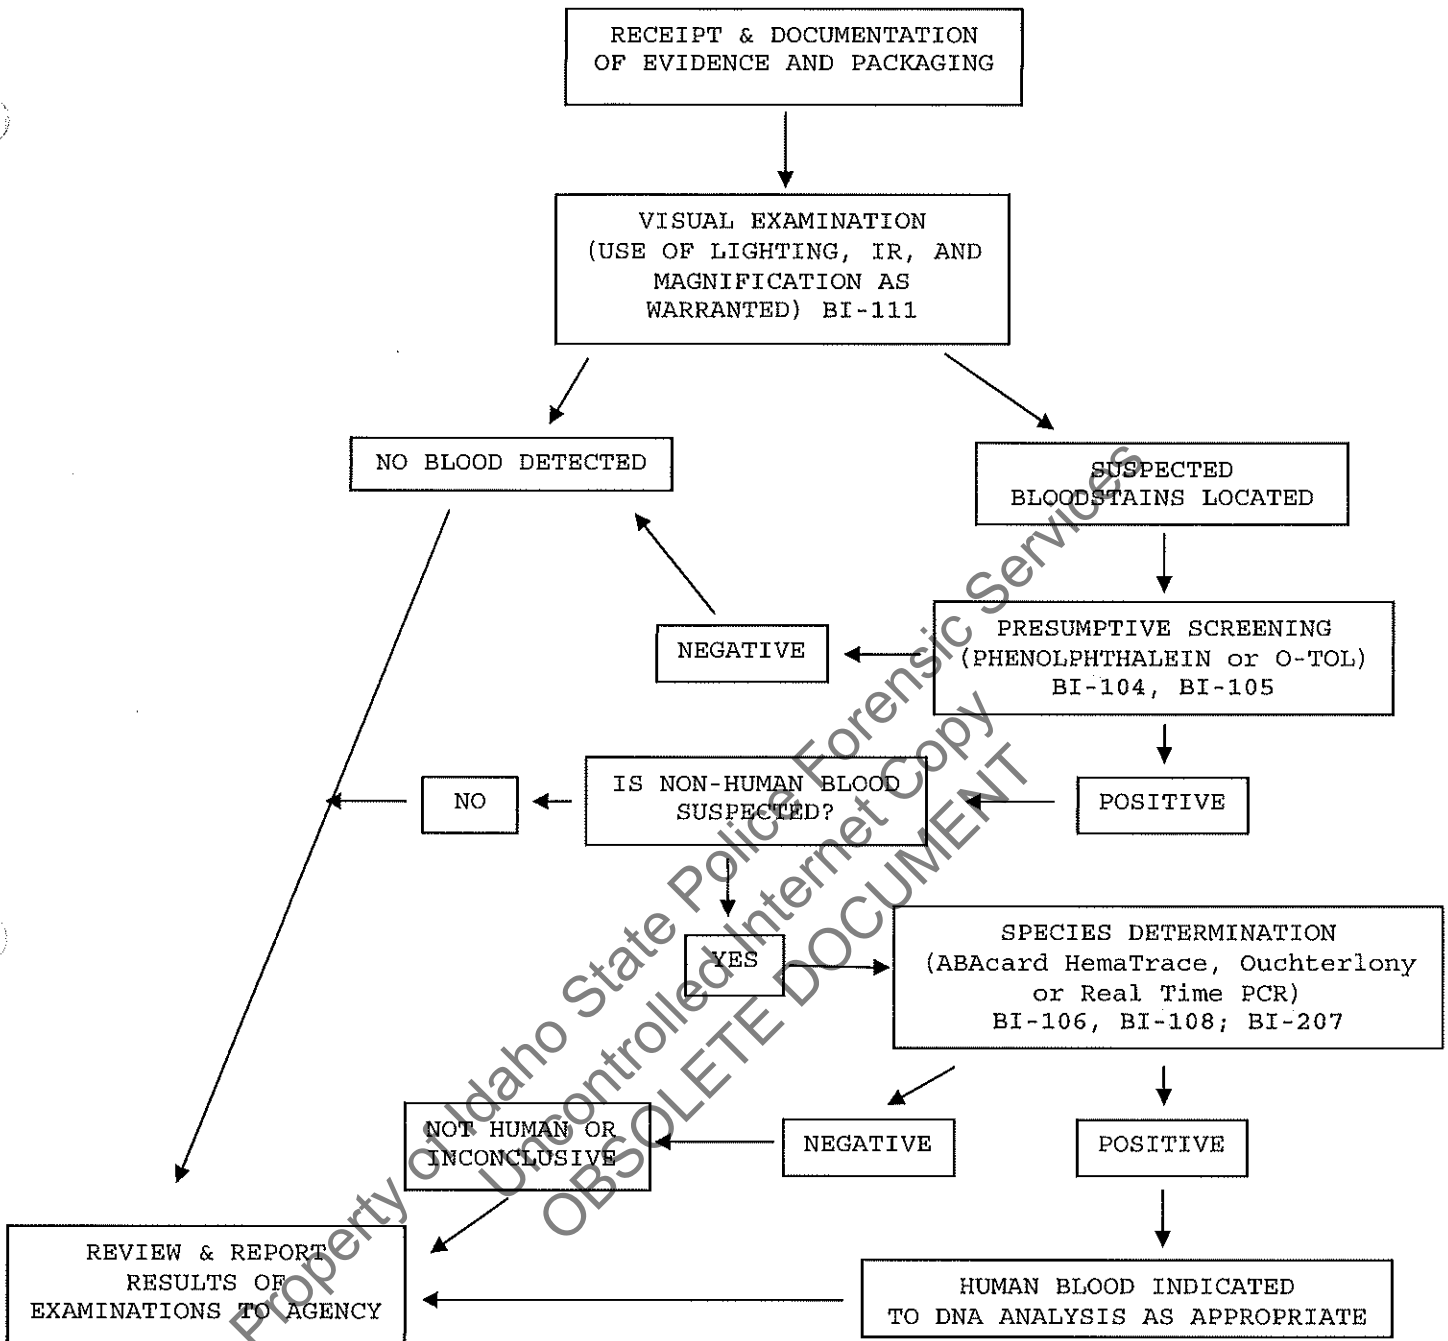 RECEIPT & DOCUMENTATION
OF EVIDENCE AND PACKAGING
VISUAL EXAMINATION
(USE OF LIGHTING, IR, AND
MAGNIFICATION AS
WARRANTED) BI-111
NO BLOOD DETECTED
SUSPECTED
BLOODSTAINS LOCATED
PRESUMPTIVE SCREENING
(PHENOLPHTHALEIN or O-TOL)
BI-104, BI-105
NEGATIVE
POSITIVE
IS NON-HUMAN BLOOD
SUSPECTED?
NO
YES
SPECIES DETERMINATION
(ABAcard HemaTrace, Ouchterlony
or Real Time PCR)
BI-106, BI-108; BI-207
NEGATIVE
POSITIVE
NOT HUMAN OR
INCONCLUSIVE
HUMAN BLOOD INDICATED
TO DNA ANALYSIS AS APPROPRIATE
REVIEW & REPORT
RESULTS OF
EXAMINATIONS TO AGENCY
Property of Idaho State Police Forensic Services
Uncontrolled Internet Copy
OBSOLETE DOCUMENT